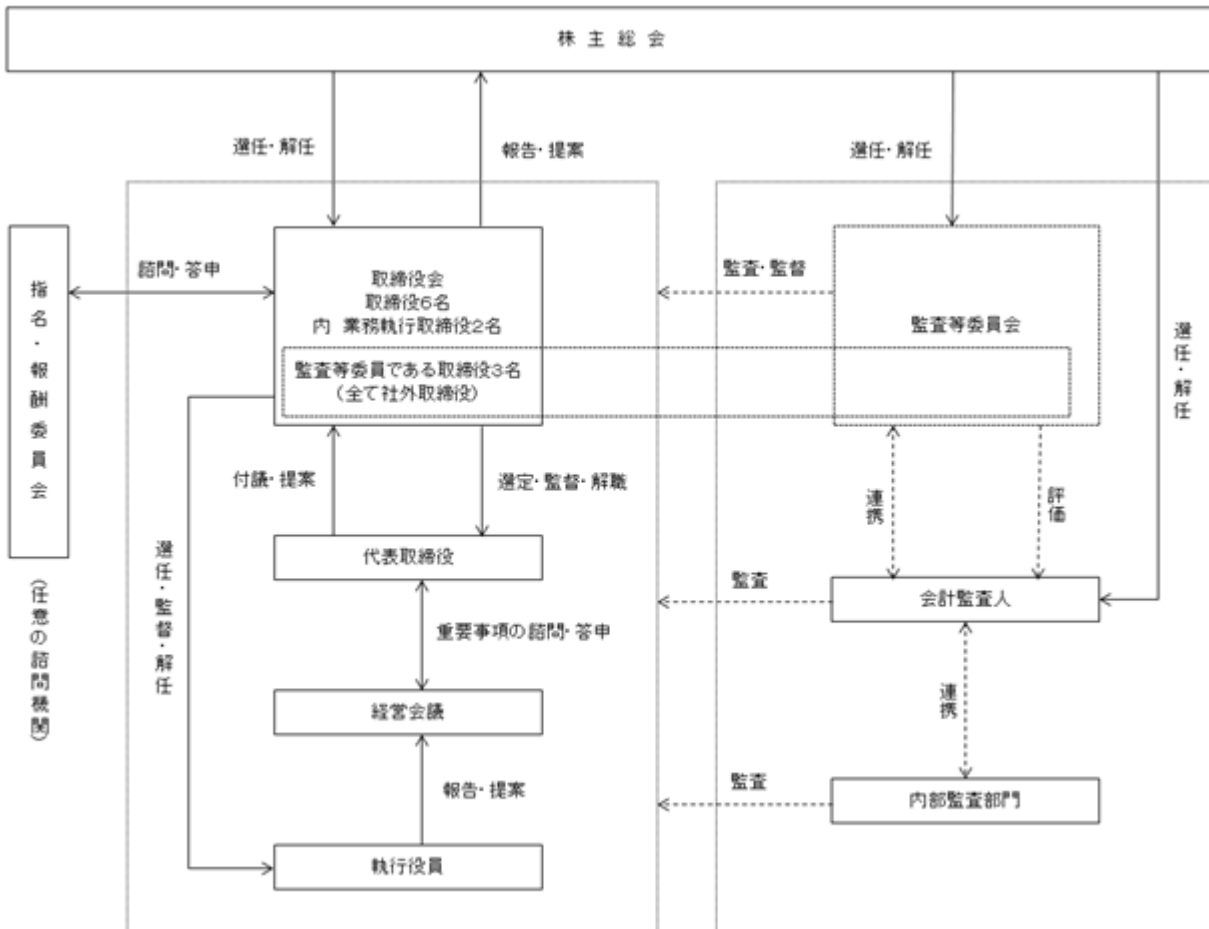 株 主 総 会
選任・解任
報告・提案
選任・解任
選任・解任
指名・報酬委員会
(任意の諮問機関)
諮問・答申
取締役会
取締役6名
内 業務執行取締役2名
監査等委員である取締役3名
(全て社外取締役)
監査・監督
監査等委員会
付議・提案
選定・監督・解職
選任・監督・解任
連携
評価
代表取締役
監査
会計監査人
重要事項の諮問・答申
経営会議
連携
報告・提案
監査
内部監査部門
執行役員